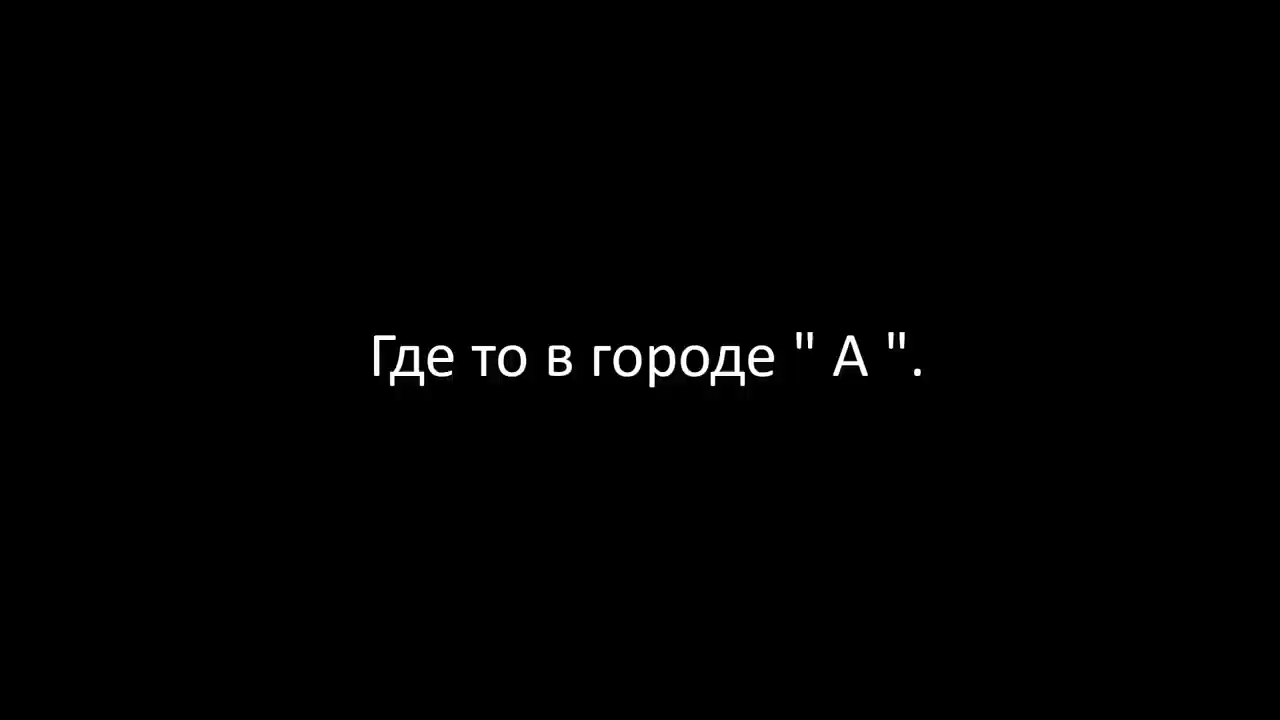 Где то в городе " А ".